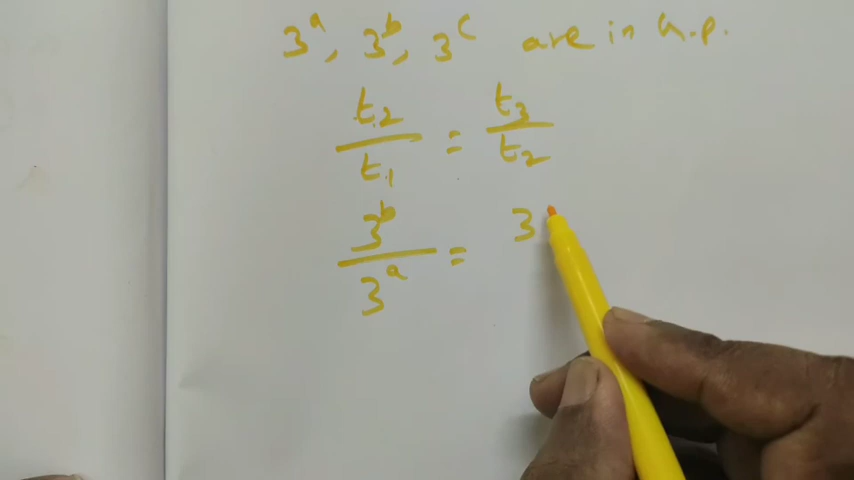 3^a, 3^b, 3^c are in G.P.
t2/t1 = t3/t2
3^b/3^a = 3